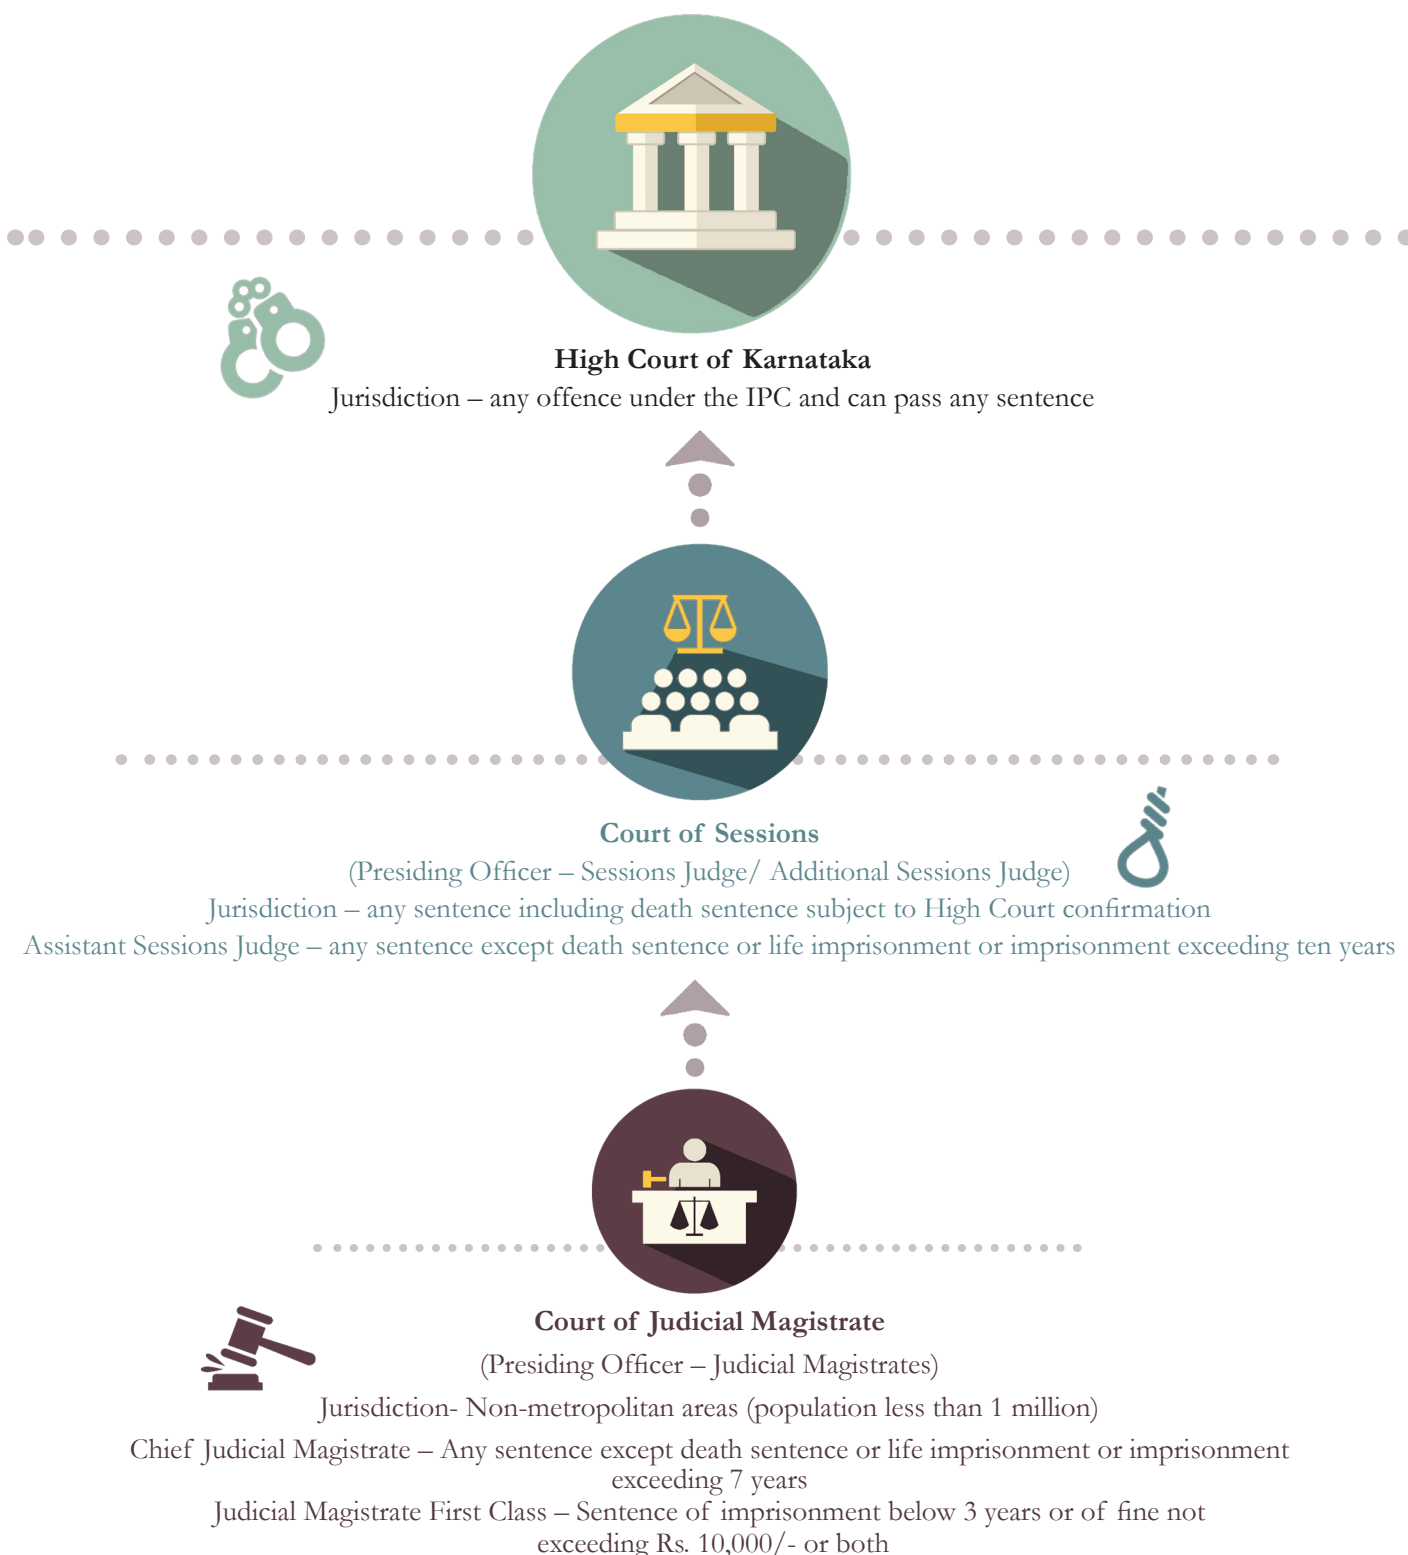 High Court of Karnataka
Jurisdiction – any offence under the IPC and can pass any sentence
Court of Sessions
(Presiding Officer – Sessions Judge/ Additional Sessions Judge)
Jurisdiction – any sentence including death sentence subject to High Court confirmation
Assistant Sessions Judge – any sentence except death sentence or life imprisonment or imprisonment exceeding ten years
Court of Judicial Magistrate
(Presiding Officer – Judicial Magistrates)
Jurisdiction- Non-metropolitan areas (population less than 1 million)
Chief Judicial Magistrate – Any sentence except death sentence or life imprisonment or imprisonment
exceeding 7 years
Judicial Magistrate First Class – Sentence of imprisonment below 3 years or of fine not
exceeding Rs. 10,000/- or both